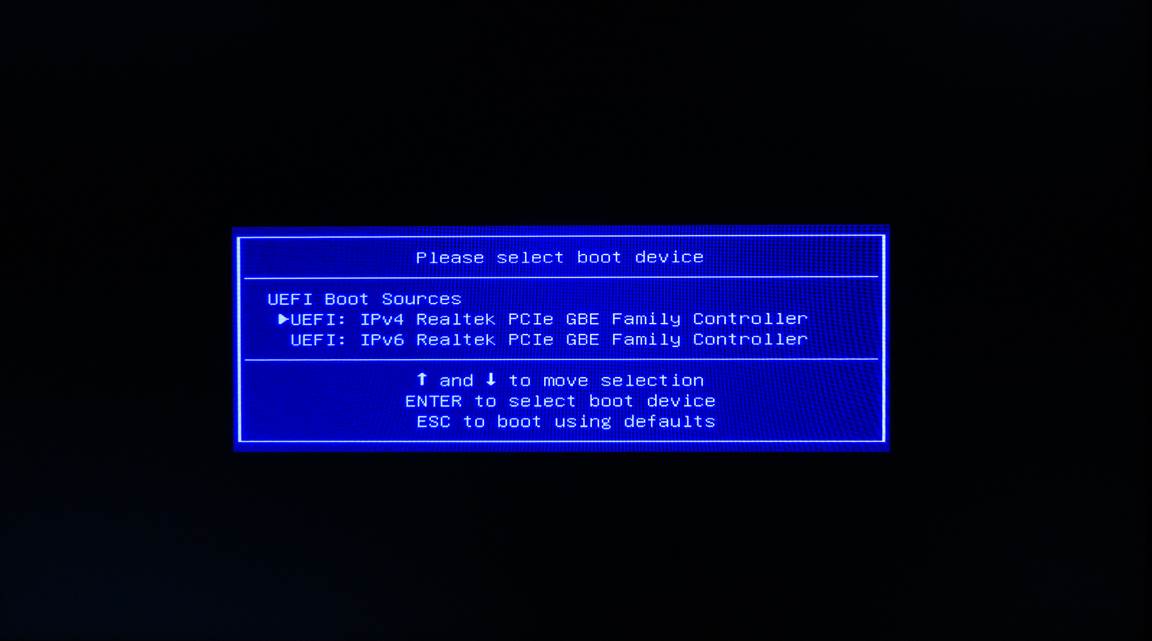 Please select boot device
UEFI Boot Sources
▶UEFI: IPv4 Realtek PCIe GBE Family Controller
UEFI: IPv6 Realtek PCIe GBE Family Controller
↑ and ↓ to move selection
ENTER to select boot device
ESC to boot using defaults